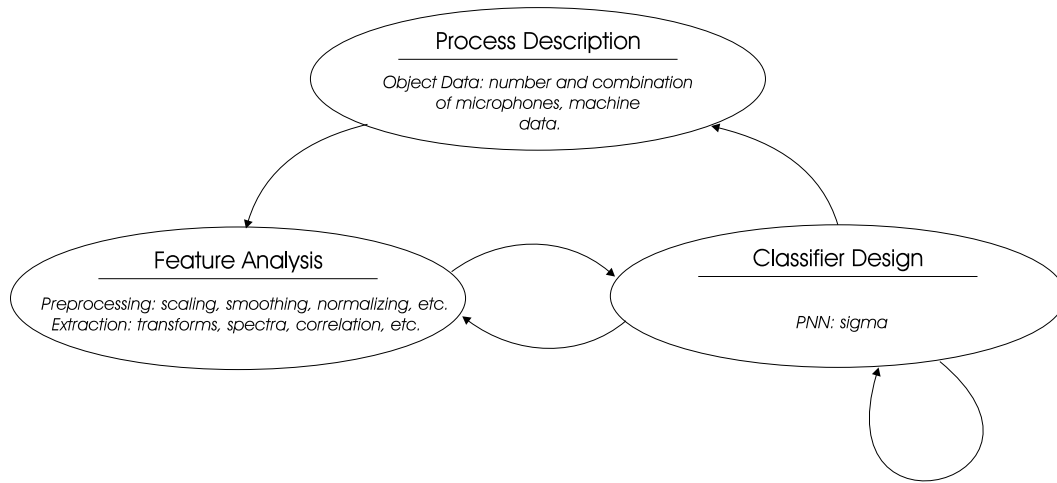 Process Description
Object Data: number and combination
of microphones, machine
data.
Feature Analysis
Preprocessing: scaling, smoothing, normalizing, etc.
Extraction: transforms, spectra, correlation, etc.
Classifier Design
PNN: sigma